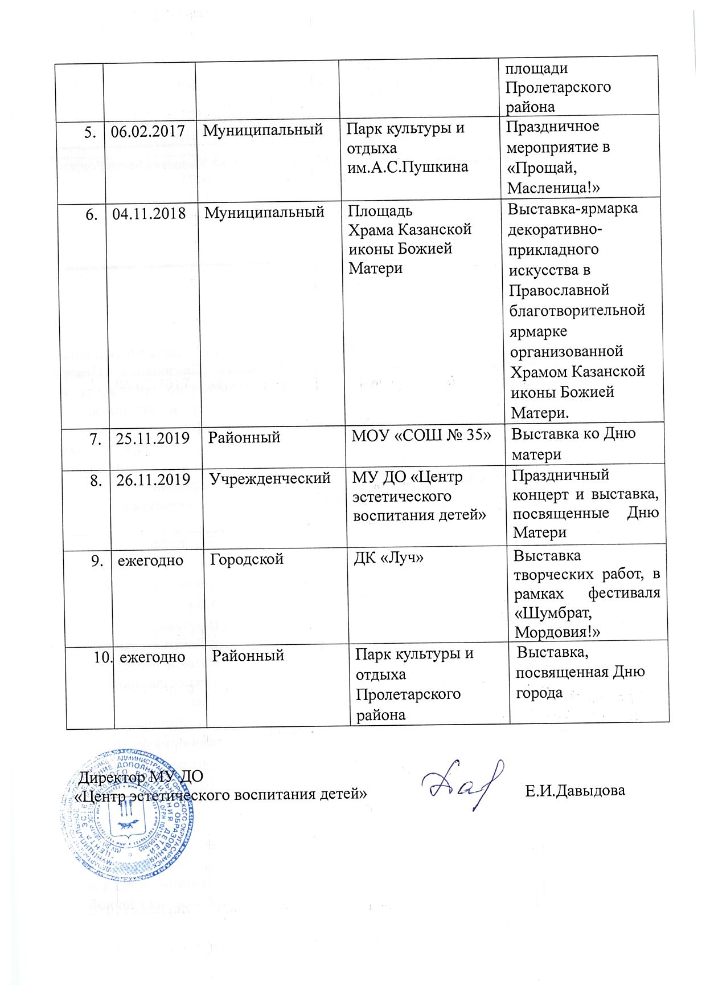 площади
Пролетарского
района
5. 06.02.2017 Муниципальный Парк культуры и отдыха им.А.С.Пушкина
Праздничное
мероприятие в
«Прощай,
Масленица!»
6. 04.11.2018 Муниципальный Площадь
Храма Казанской
иконы Божией
Матери
Выставка-ярмарка
декоративно-
прикладного
искусства в
Православной
благотворительной
ярмарке
организованной
Храмом Казанской
иконы Божией
Матери.
7. 25.11.2019 Районный МОУ «СОШ № 35» Выставка ко Дню
матери
8. 26.11.2019 Учрежденческий МУ ДО «Центр
эстетического
воспитания детей»
Праздничный
концерт и выставка,
посвященные Дню
Матери
9. ежегодно Городской ДК «Луч» Выставка
творческих работ, в
рамках фестиваля
«Шумбрат,
Мордовия!»
10. ежегодно Районный Парк культуры и
отдыха
Пролетарского
района
Выставка,
посвященная Дню
города
Директор МУ ДО
«Центр эстетического воспитания детей» Е.И.Давыдова